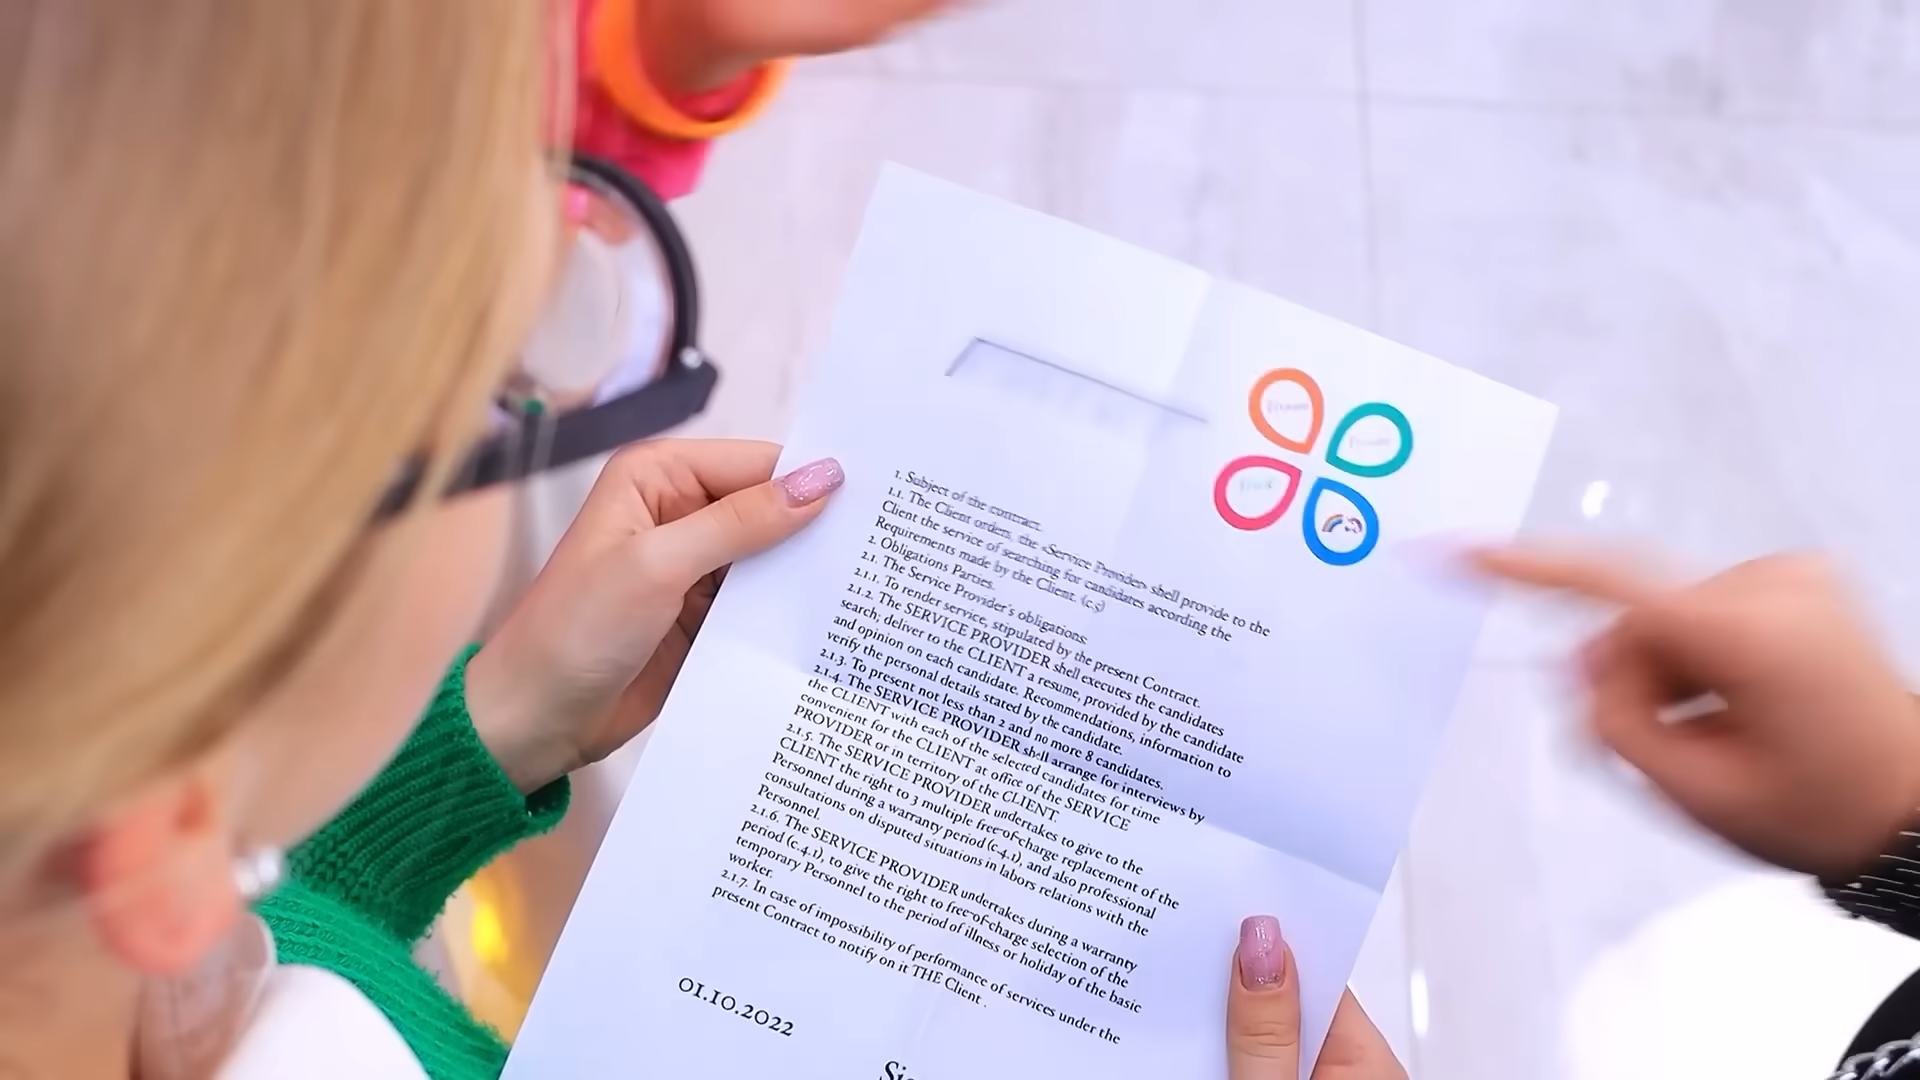 1. Subject of the contract.
1.1. The Client orders, the «Service Provider» shell provide to the
Client the service of searching for candidates according the
Requirements made by the Client. (c.5)
2. Obligations Parties.
2.1. The Service Provider's obligations:
2.1.1. To render service, stipulated by the present Contract.
2.1.2. The SERVICE PROVIDER shell executes the candidates
search; deliver to the CLIENT a resume, provided by the candidate
and opinion on each candidate. Recommendations, information to
verify the personal details stated by the candidate.
2.1.3. To present not less than 2 and no more 8 candidates.
2.1.4. The SERVICE PROVIDER shall arrange for interviews by
the CLIENT with each of the selected candidates for time
convenient for the CLIENT at office of the SERVICE
PROVIDER or in territory of the CLIENT.
2.1.5. The SERVICE PROVIDER undertakes to give to the
CLIENT the right to 3 multiple free-of-charge replacement of the
Personnel during a warranty period (c.4.1), and also professional
consultations on disputed situations in labors relations with the
Personnel.
2.1.6. The SERVICE PROVIDER undertakes during a warranty
period (c.4.1), to give the right to free-of-charge selection of the
temporary Personnel to the period of illness or holiday of the basic
worker.
2.1.7. In case of impossibility of performance of services under the
present Contract to notify on it THE Client .
01.10.2022